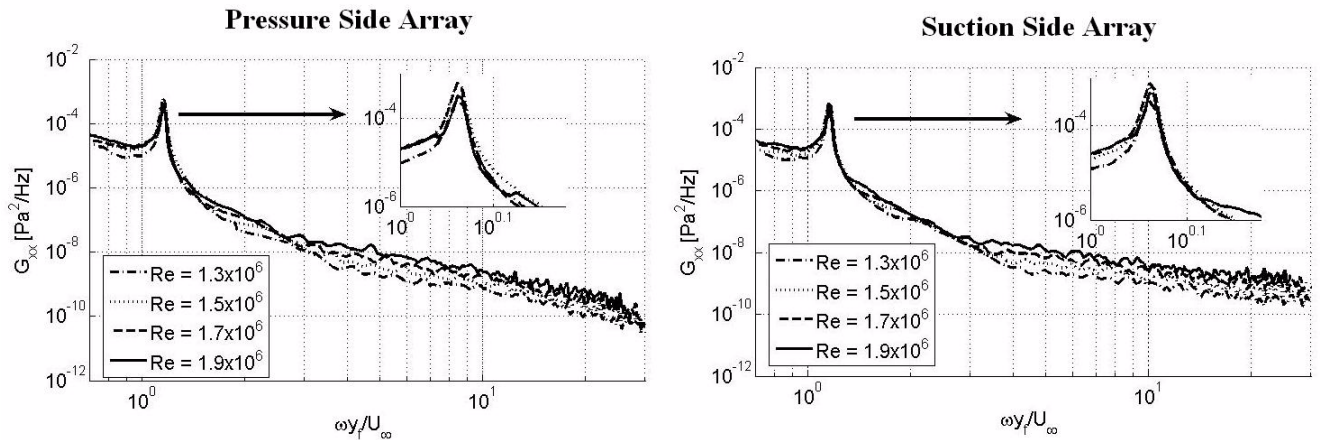 Pressure Side Array
10^-2
10^-4
10^-6
10^-8
10^-10
10^-12
G_xx [Pa²/Hz]
10^-4
10^-6
10^0
10^0.1
Re = 1.3x10^6
Re = 1.5x10^6
Re = 1.7x10^6
Re = 1.9x10^6
10^0
10^1
ωy_f/U_∞
Suction Side Array
10^-2
10^-4
10^-6
10^-8
10^-10
10^-12
G_xx [Pa²/Hz]
10^-4
10^-6
10^0
10^0.1
Re = 1.3x10^6
Re = 1.5x10^6
Re = 1.7x10^6
Re = 1.9x10^6
10^0
10^1
ωy_f/U_∞